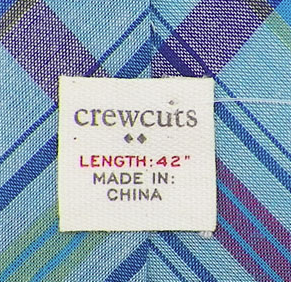 crewcuts
LENGTH: 42"
MADE IN:
CHINA